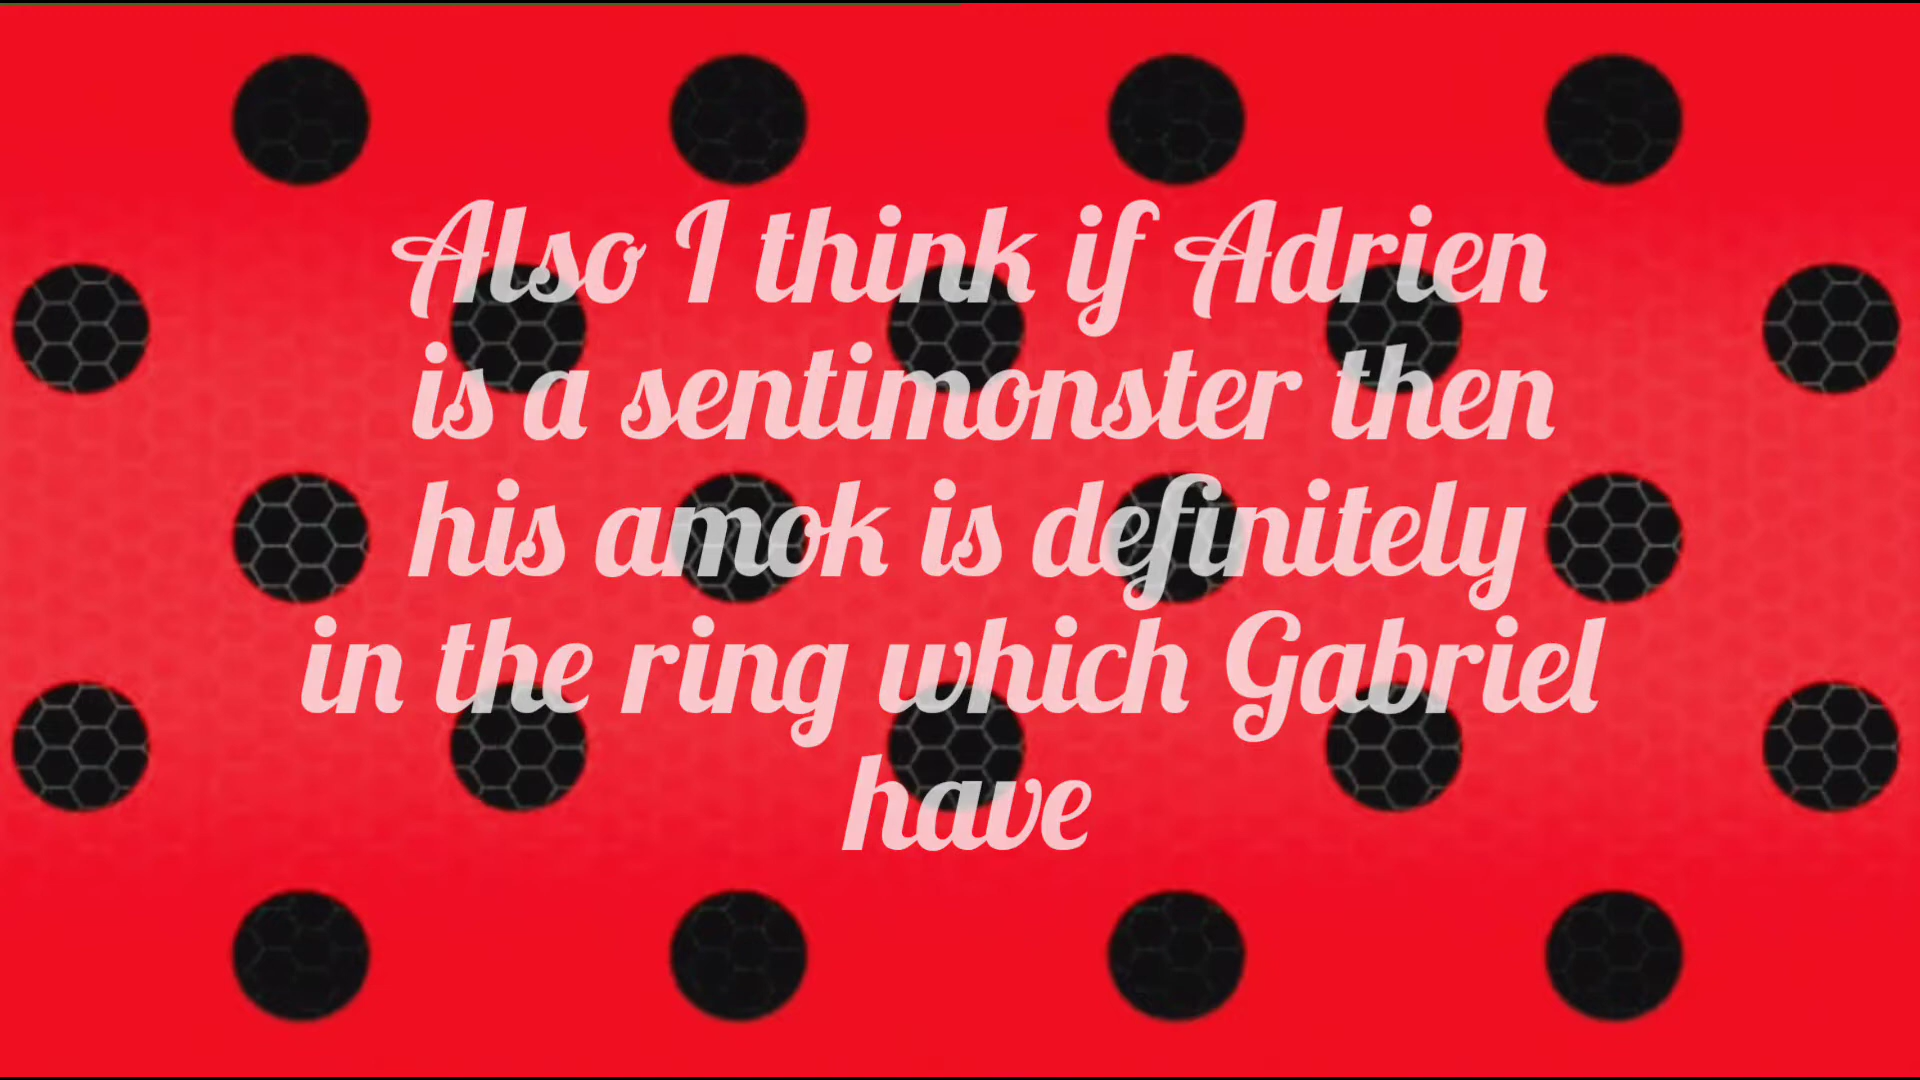 Also I think if Adrien
is a sentimonster then
his amok is definitely
in the ring which Gabriel
have